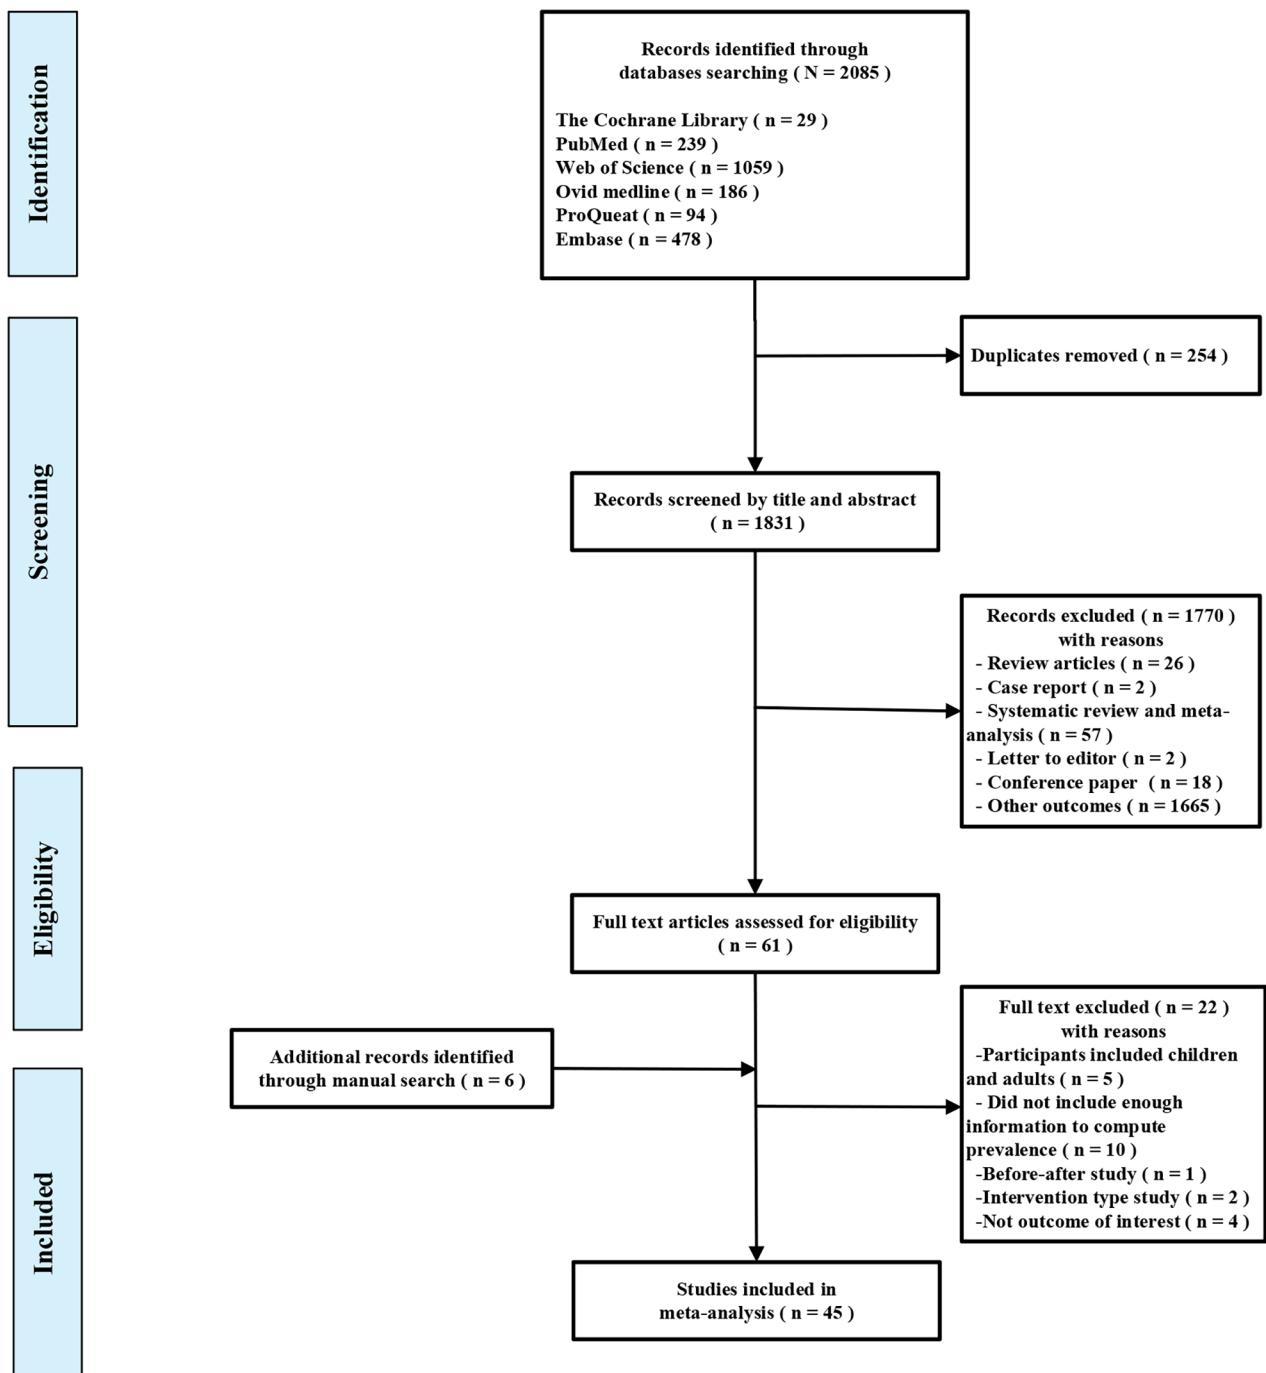 Identification
Records identified through
databases searching ( N = 2085 )
The Cochrane Library ( n = 29 )
PubMed ( n = 239 )
Web of Science ( n = 1059 )
Ovid medline ( n = 186 )
ProQueat ( n = 94 )
Embase ( n = 478 )
Screening
Duplicates removed ( n = 254 )
Records screened by title and abstract
( n = 1831 )
Records excluded ( n = 1770 )
with reasons
- Review articles ( n = 26 )
- Case report ( n = 2 )
- Systematic review and meta-
analysis ( n = 57 )
- Letter to editor ( n = 2 )
- Conference paper ( n = 18 )
- Other outcomes ( n = 1665 )
Eligibility
Full text articles assessed for eligibility
( n = 61 )
Additional records identified
through manual search ( n = 6 )
Full text excluded ( n = 22 )
with reasons
-Participants included children
and adults ( n = 5 )
- Did not include enough
information to compute
prevalence ( n = 10 )
-Before-after study ( n = 1 )
-Intervention type study ( n = 2 )
-Not outcome of interest ( n = 4 )
Included
Studies included in
meta-analysis ( n = 45 )